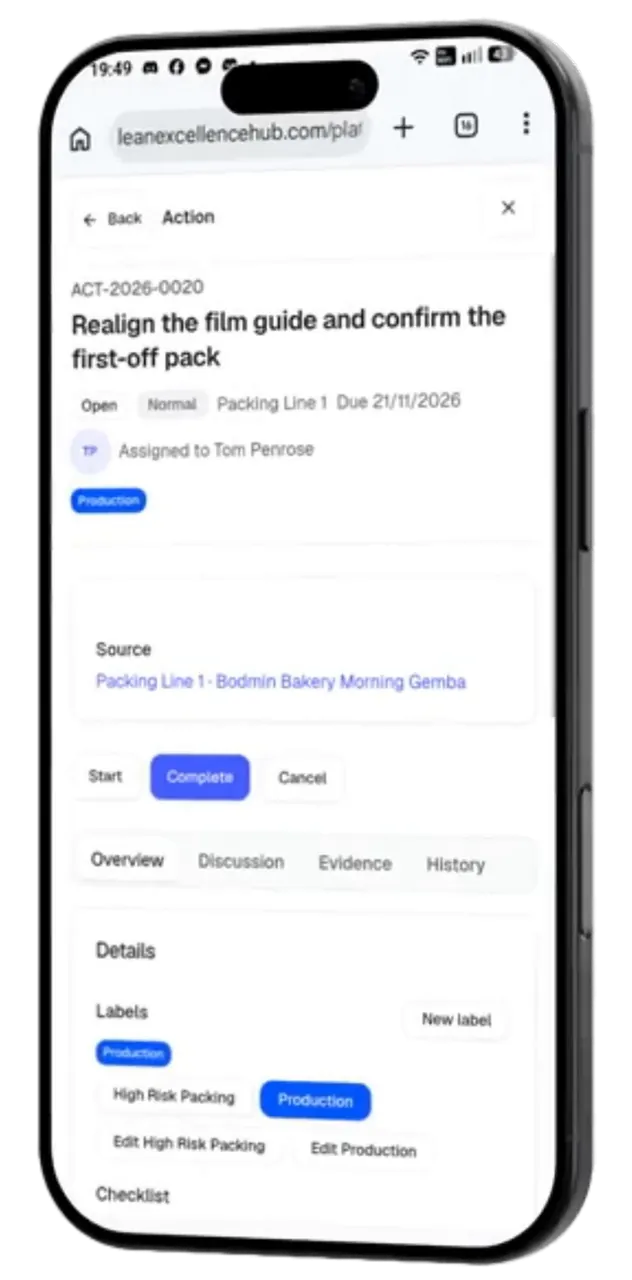 19:49
leanexcellencehub.com/pla
16
← Back Action
ACT-2026-0020
Realign the film guide and confirm the
first-off pack
Open Normal Packing Line 1 Due 21/11/2026
TP Assigned to Tom Penrose
Production
Source
Packing Line 1 · Bodmin Bakery Morning Gemba
Start Complete Cancel
Overview Discussion Evidence History
Details
Labels New label
Production
High Risk Packing Production
Edit High Risk Packing Edit Production
Checklist